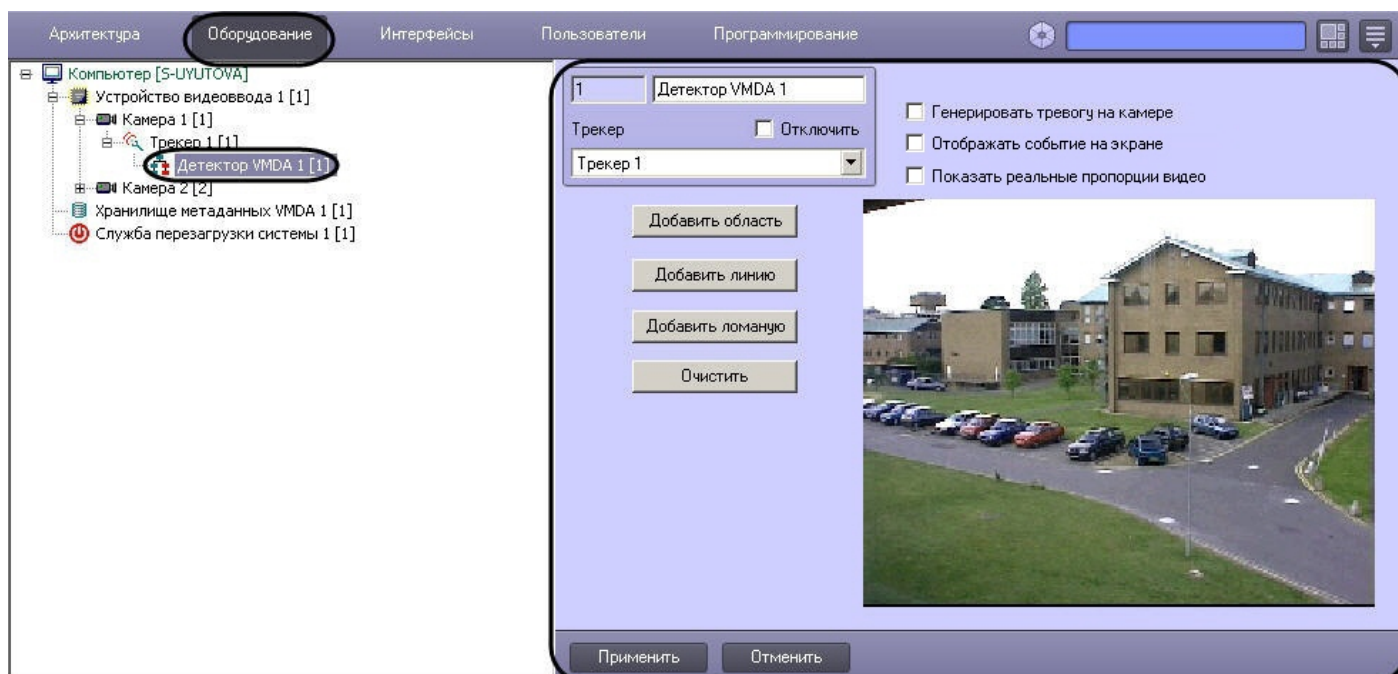 Архитектура Оборудование Интерфейсы Пользователи Программирование
Компьютер [S-UYUTOVA]
Устройство видеоввода 1 [1]
Камера 1 [1]
Трекер 1 [1]
Детектор VMDA 1 [1]
Камера 2 [2]
Хранилище метаданных VMDA 1 [1]
Служба перезагрузки системы 1 [1]
1 Детектор VMDA 1
Трекер Отключить
Трекер 1
Генерировать тревогу на камере
Отображать событие на экране
Показать реальные пропорции видео
Добавить область
Добавить линию
Добавить ломаную
Очистить
Применить Отменить